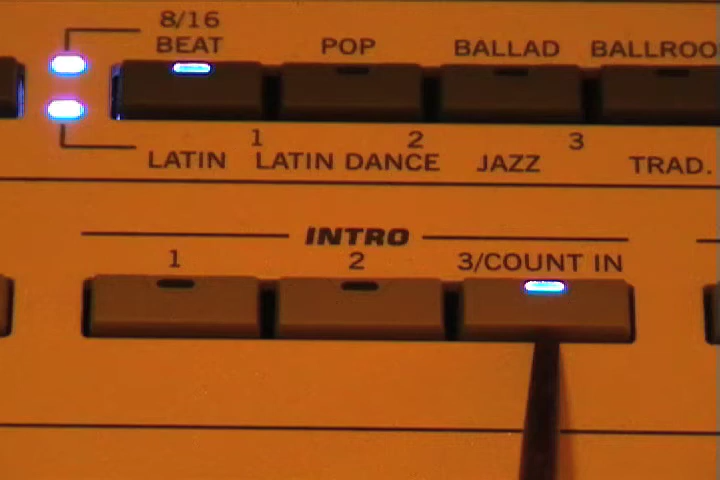 8/16
BEAT POP BALLAD BALLROO
1 2 3
LATIN LATIN DANCE JAZZ TRAD.
INTRO
1 2 3/COUNT IN